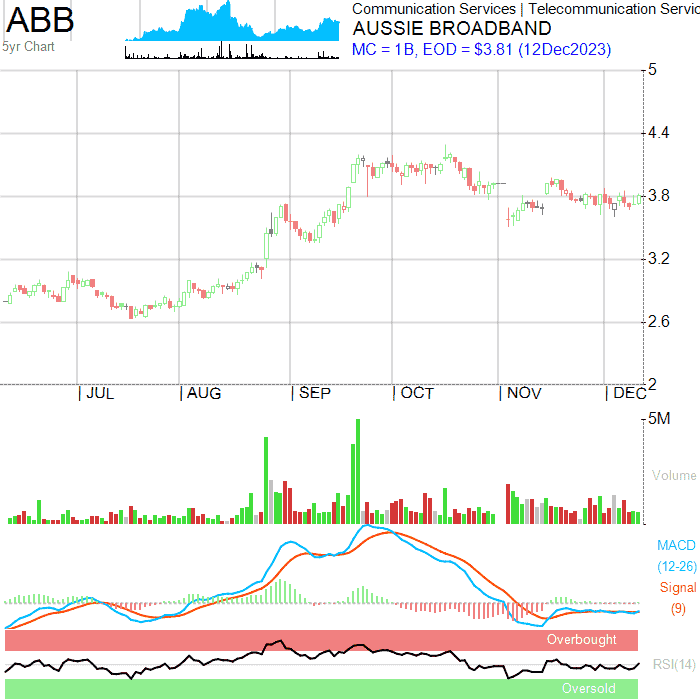 ABB
5yr Chart
Communication Services | Telecommunication Servic
AUSSIE BROADBAND
MC = 1B, EOD = $3.81 (12Dec2023)
5
4.4
3.8
3.2
2.6
2
JUL AUG SEP OCT NOV DEC
5M
Volume
MACD
(12-26)
Signal
(9)
Overbought
RSI(14)
Oversold